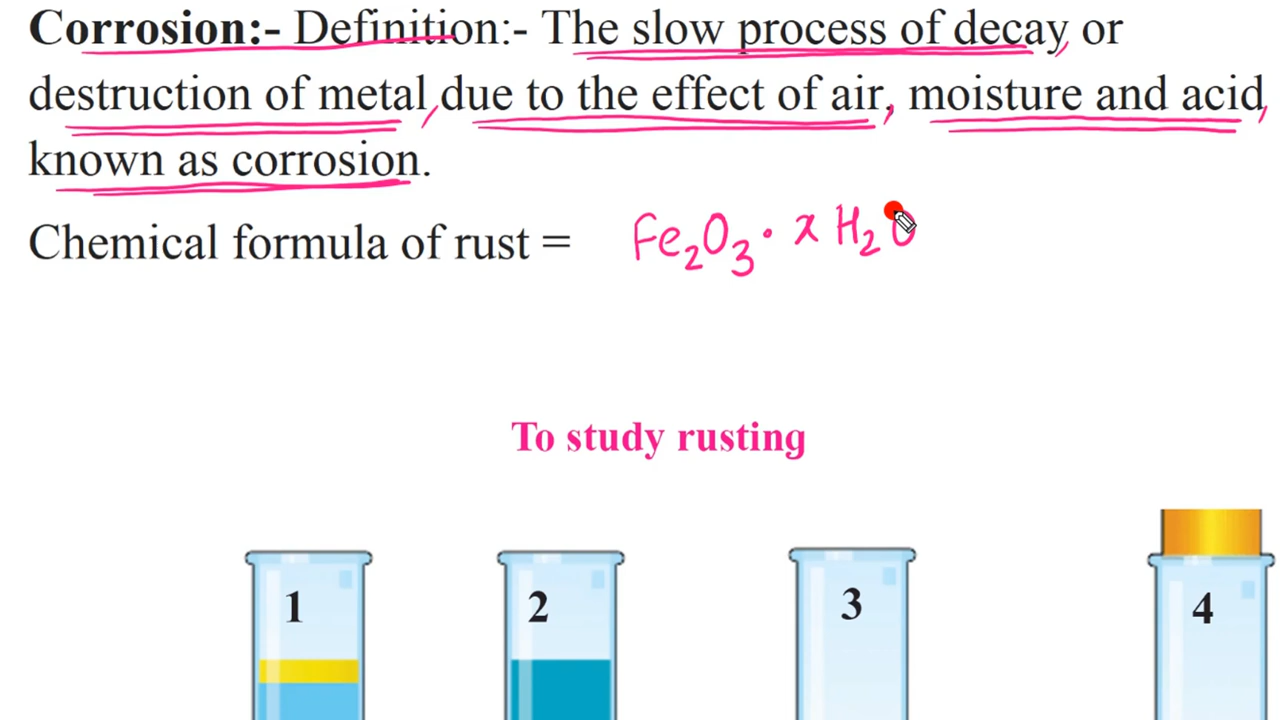 Corrosion:- Definition:- The slow process of decay, or
destruction of metal, due to the effect of air, moisture and acid,
known as corrosion.
Chemical formula of rust = Fe₂O₃ · x H₂O
To study rusting
1 2 3 4